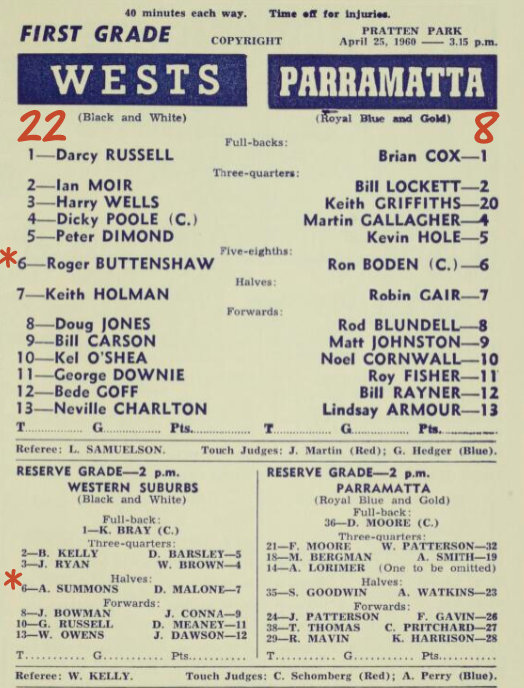 40 minutes each way. Time off for injuries.
FIRST GRADE COPYRIGHT PRATTEN PARK
April 25, 1960 — 3.15 p.m.
WESTS PARRAMATTA
22 (Black and White) (Royal Blue and Gold) 8
Full-backs:
1—Darcy RUSSELL Brian COX—1
Three-quarters:
2—Ian MOIR Bill LOCKETT—2
3—Harry WELLS Keith GRIFFITHS—20
4—Dicky POOLE (C.) Martin GALLAGHER—4
5—Peter DIMOND Kevin HOLE—5
Five-eighths:
*6—Roger BUTTENSHAW Ron BODEN (C.)—6
Halves:
7—Keith HOLMAN Robin GAIR—7
Forwards:
8—Doug JONES Rod BLUNDELL—8
9—Bill CARSON Matt JOHNSTON—9
10—Kel O'SHEA Noel CORNWALL—10
11—George DOWNIE Roy FISHER—11
12—Bede GOFF Bill RAYNER—12
13—Neville CHARLTON Lindsay ARMOUR—13
T............ G............ Pts............ T............ G............ Pts............
Referee: L. SAMUELSON. Touch Judges: J. Martin (Red); G. Hedger (Blue).
RESERVE GRADE—2 p.m.
WESTERN SUBURBS
(Black and White)
Full-back:
1—K. BRAY (C.)
Three-quarters:
2—B. KELLY D. BARSLEY—5
3—J. RYAN W. BROWN—4
Halves:
*6—A. SUMMONS D. MALONE—7
Forwards:
8—J. BOWMAN J. CONNA—9
10—G. RUSSELL D. MEANEY—11
13—W. OWENS J. DAWSON—12
T........... G........... Pts...........
RESERVE GRADE—2 p.m.
PARRAMATTA
(Royal Blue and Gold)
Full-back:
36—D. MOORE (C.)
Three-quarters:
21—F. MOORE W. PATTERSON—32
18—M. BERGMAN A. SMITH—19
14—A. LORIMER (One to be omitted)
Halves:
35—S. GOODWIN A. WATKINS—23
Forwards:
24—J. PATTERSON F. GAVIN—26
38—T. THOMAS C. PRITCHARD—27
29—R. MAVIN K. HARRISON—28
T........... G........... Pts...........
Referee: W. KELLY. Touch Judges: C. Schomberg (Red); A. Perry (Blue).